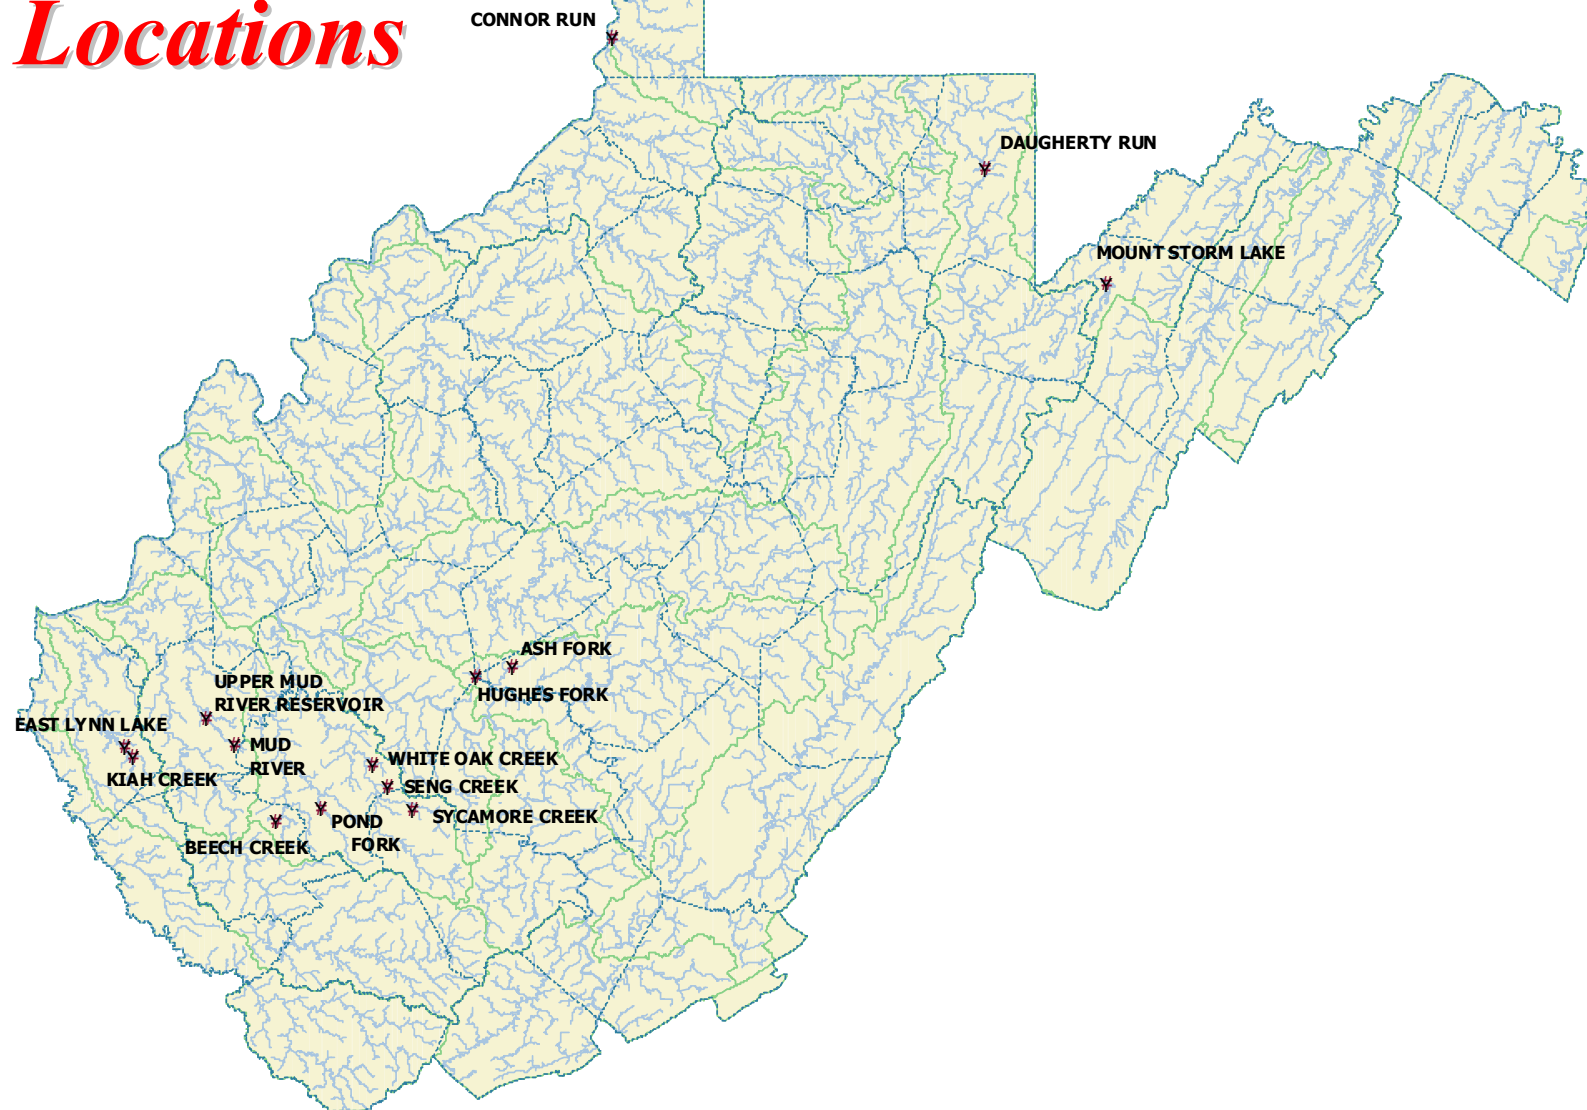 Locations
CONNOR RUN
DAUGHERTY RUN
MOUNT STORM LAKE
ASH FORK
HUGHES FORK
UPPER MUD
RIVER RESERVOIR
EAST LYNN LAKE
MUD
RIVER
KIAH CREEK
WHITE OAK CREEK
SENG CREEK
SYCAMORE CREEK
POND
FORK
BEECH CREEK